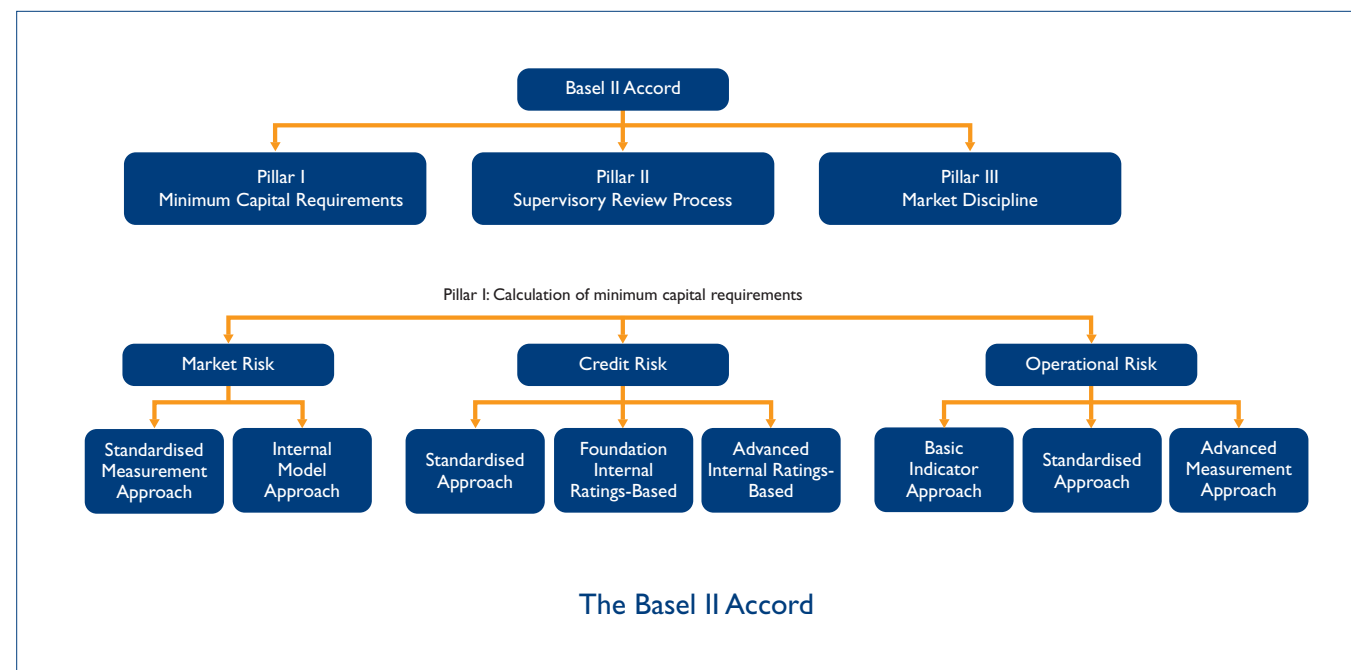 Basel II Accord
Pillar I
Minimum Capital Requirements
Pillar II
Supervisory Review Process
Pillar III
Market Discipline
Pillar I: Calculation of minimum capital requirements
Market Risk
Credit Risk
Operational Risk
Standardised
Measurement
Approach
Internal
Model
Approach
Standardised
Approach
Foundation
Internal
Ratings-Based
Advanced
Internal Ratings-
Based
Basic
Indicator
Approach
Standardised
Approach
Advanced
Measurement
Approach
The Basel II Accord